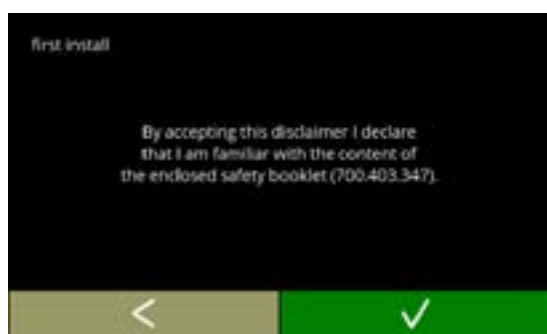 first install
By accepting this disclaimer I declare
that I am familiar with the content of
the enclosed safety booklet (700.403.347).